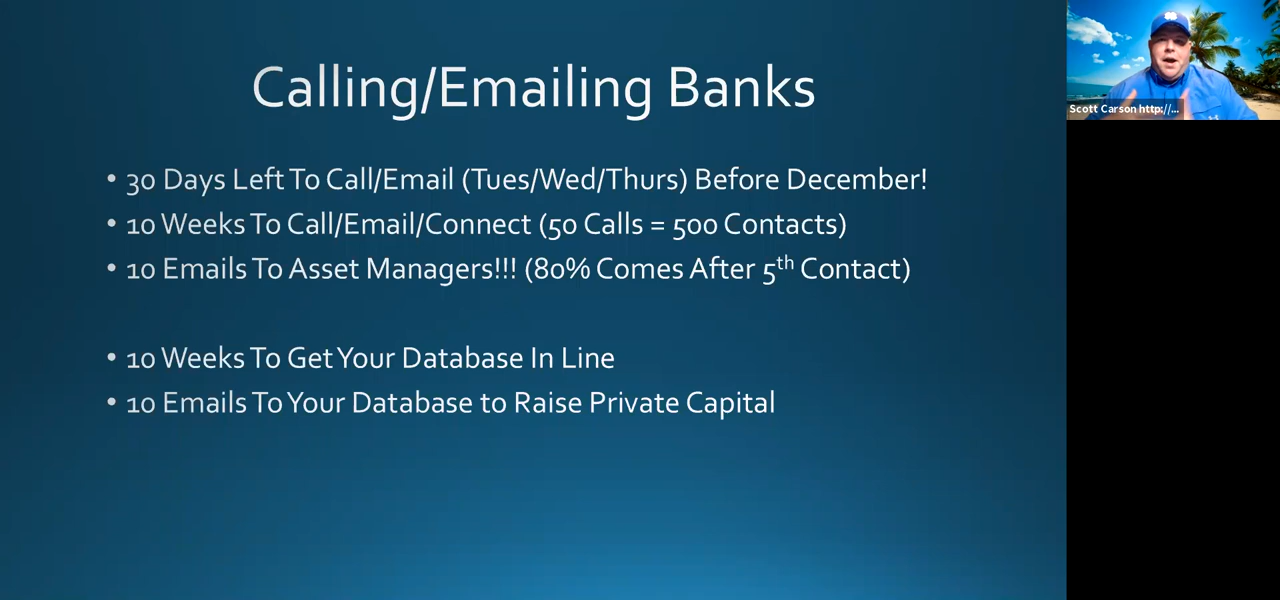 Calling/Emailing Banks
• 30 Days Left To Call/Email (Tues/Wed/Thurs) Before December!
• 10 Weeks To Call/Email/Connect (50 Calls = 500 Contacts)
• 10 Emails To Asset Managers!!! (80% Comes After 5th Contact)
• 10 Weeks To Get Your Database In Line
• 10 Emails To Your Database to Raise Private Capital
Scott Carson http://...